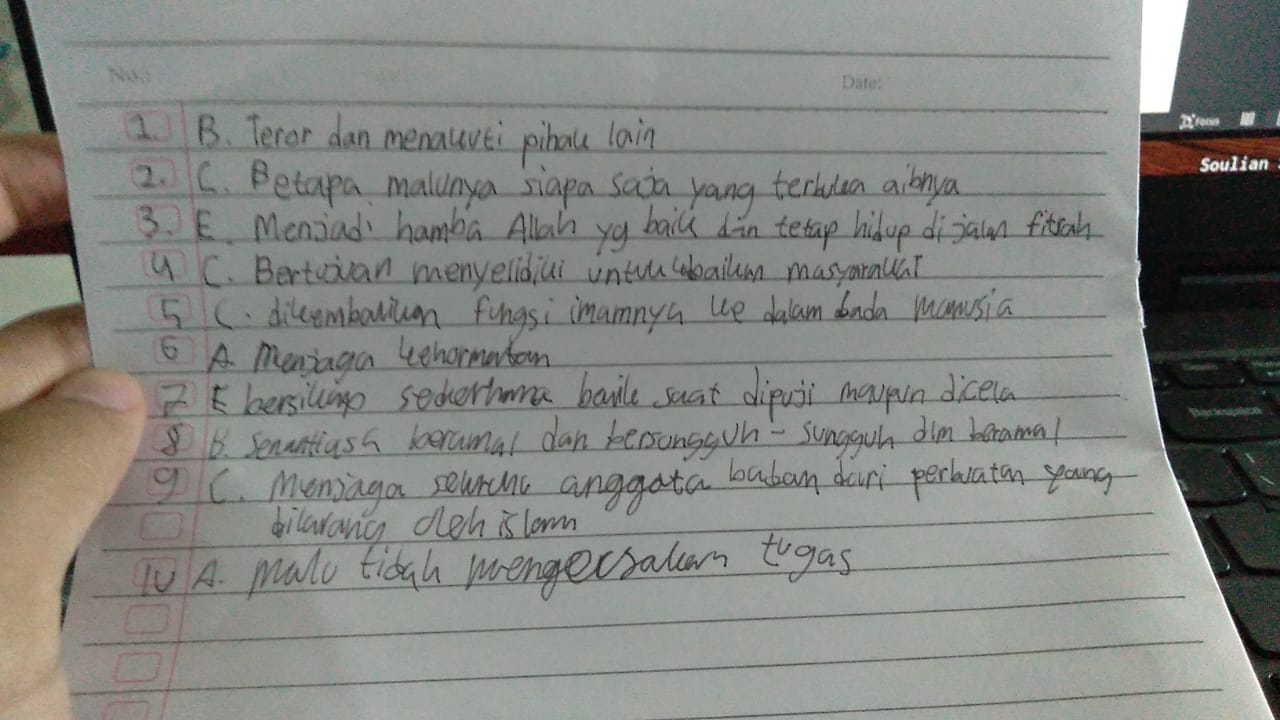 No.:
Date:
1. B. Teror dan menakuti pihak lain
2. C. Betapa malunya siapa saja yang terbuka aibnya
3. E. Menjadi hamba Allah yg baik dan tetap hidup di jalan fitrah
4 C. Bertujuan menyelidiki untuk kebaikan masyarakat
5 C. dikembalikan fungsi imannya ke dalam bada manusia
6 A. Menjaga kehormatan
7 E bersikap sederhana baik saat dipuji maupun dicela
8 B. Senantiasa beramal dan bersungguh - sungguh dlm beramal
9 C. Menjaga seluruh anggota badan dari perbuatan yang
dilarang oleh islam
10 A. malu tidak mengerjakan tugas
Focus
Soulian
Backspace